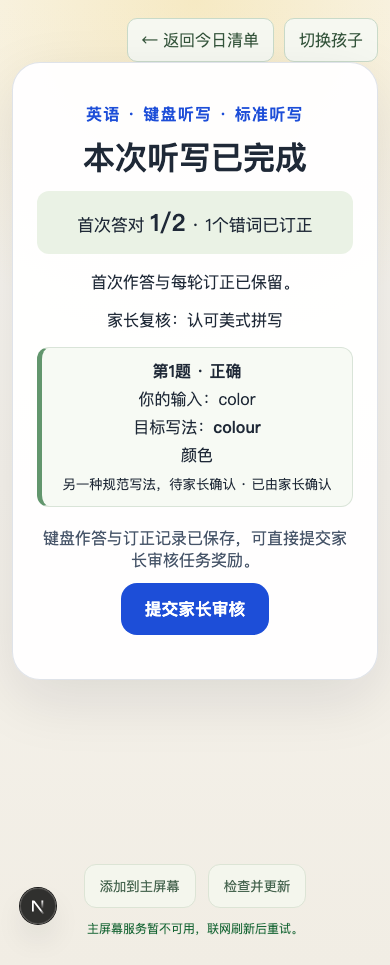 ← 返回今日清单
切换孩子
英语 · 键盘听写 · 标准听写
本次听写已完成
首次答对 1/2 · 1个错词已订正
首次作答与每轮订正已保留。
家长复核：认可美式拼写
第1题 · 正确
你的输入：color
目标写法：colour
颜色
另一种规范写法，待家长确认 · 已由家长确认
键盘作答与订正记录已保存，可直接提交家
长审核任务奖励。
提交家长审核
添加到主屏幕
检查并更新
N
主屏幕服务暂不可用，联网刷新后重试。